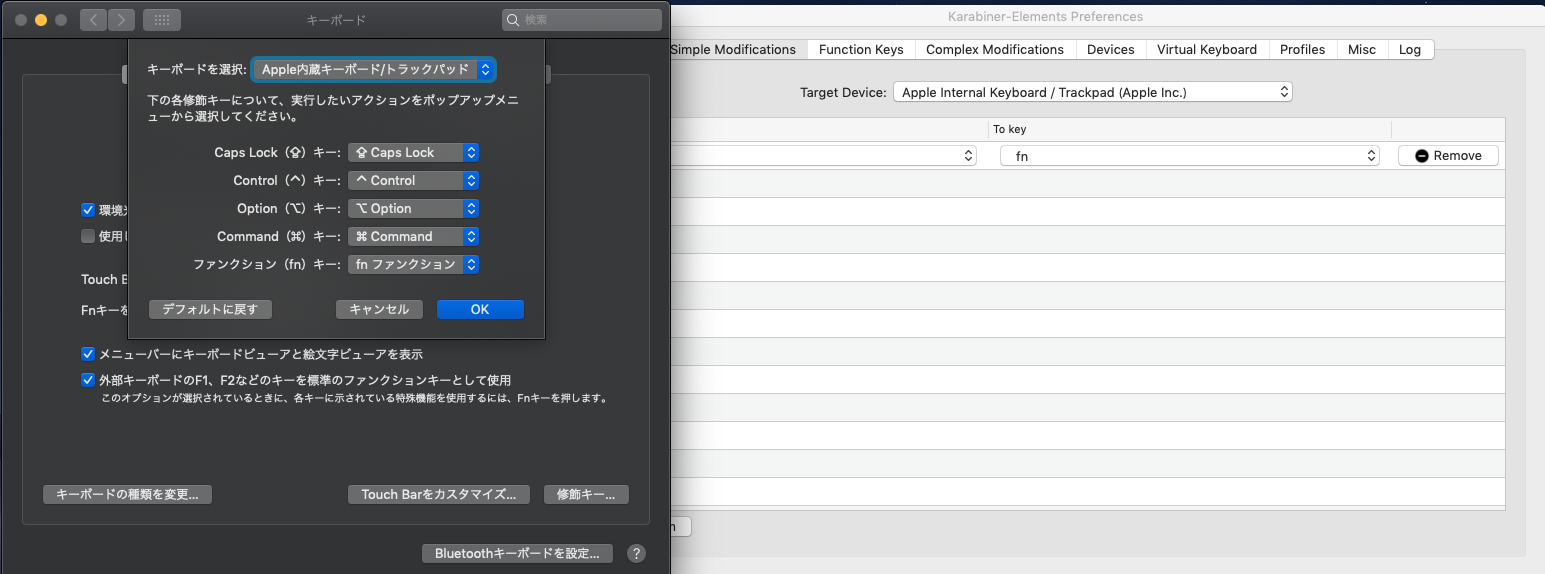 キーボード
検索
キーボードを選択: Apple内蔵キーボード/トラックパッド
下の各修飾キーについて、実行したいアクションをポップアップメニ
ューから選択してください。
Caps Lock（⇪）キー: ⇪ Caps Lock
Control（^）キー: ^ Control
Option（⌥）キー: ⌥ Option
Command（⌘）キー: ⌘ Command
ファンクション（fn）キー: fn ファンクション
デフォルトに戻す キャンセル OK
環境
使用し
Touch B
Fnキーを
メニューバーにキーボードビューアと絵文字ビューアを表示
外部キーボードのF1、F2などのキーを標準のファンクションキーとして使用
このオプションが選択されているときに、各キーに示されている特殊機能を使用するには、Fnキーを押します。
キーボードの種類を変更... Touch Barをカスタマイズ... 修飾キー...
Bluetoothキーボードを設定... ?
Karabiner-Elements Preferences
Simple Modifications Function Keys Complex Modifications Devices Virtual Keyboard Profiles Misc Log
Target Device: Apple Internal Keyboard / Trackpad (Apple Inc.)
To key
fn Remove